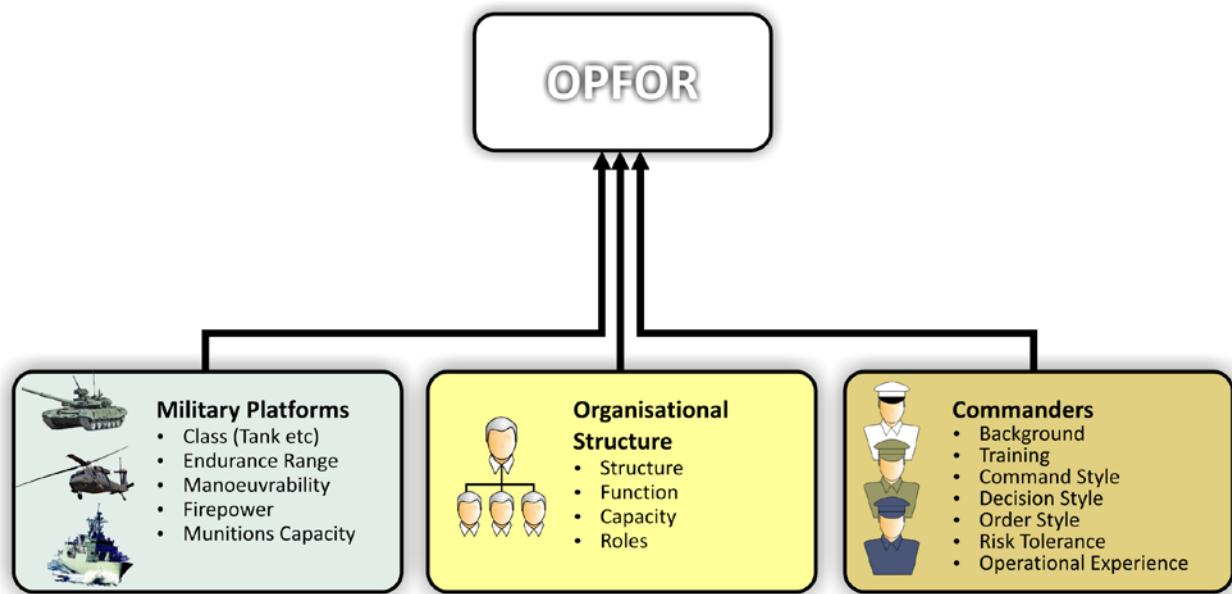 OPFOR
Military Platforms
• Class (Tank etc)
• Endurance Range
• Manoeuvrability
• Firepower
• Munitions Capacity
Organisational
Structure
• Structure
• Function
• Capacity
• Roles
Commanders
• Background
• Training
• Command Style
• Decision Style
• Order Style
• Risk Tolerance
• Operational Experience